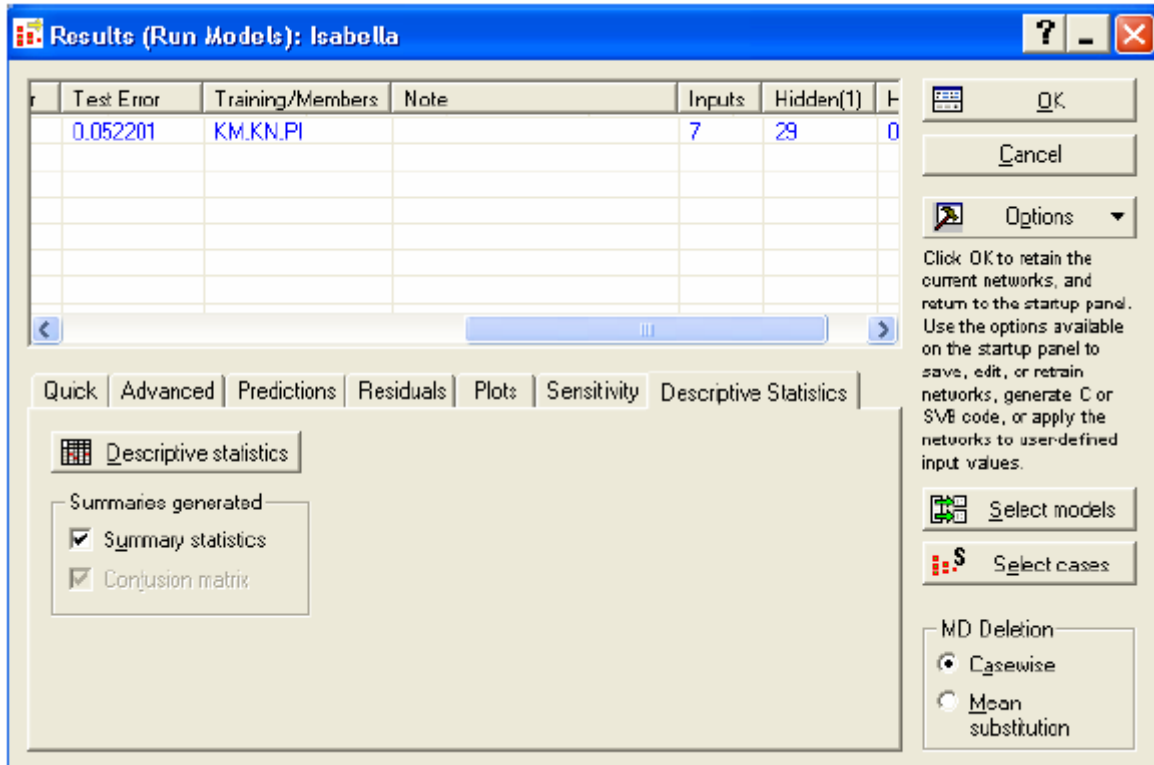 Results (Run Models): Isabella
r Test Error Training/Members Note Inputs Hidden(1) H
0.052201 KM,KN,PI 7 29 0
OK
Cancel
Options
Click OK to retain the
current networks, and
return to the startup panel.
Use the options available
on the startup panel to
save, edit, or retrain
networks, generate C or
SVB code, or apply the
networks to user-defined
input values.
Quick Advanced Predictions Residuals Plots Sensitivity Descriptive Statistics
Descriptive statistics
Summaries generated
Summary statistics
Confusion matrix
Select models
Select cases
MD Deletion
Casewise
Mean
substitution